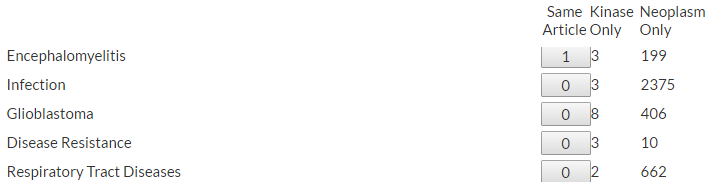 Same Kinase Neoplasm
Article Only Only
Encephalomyelitis 1 3 199
Infection 0 3 2375
Glioblastoma 0 8 406
Disease Resistance 0 3 10
Respiratory Tract Diseases 0 2 662